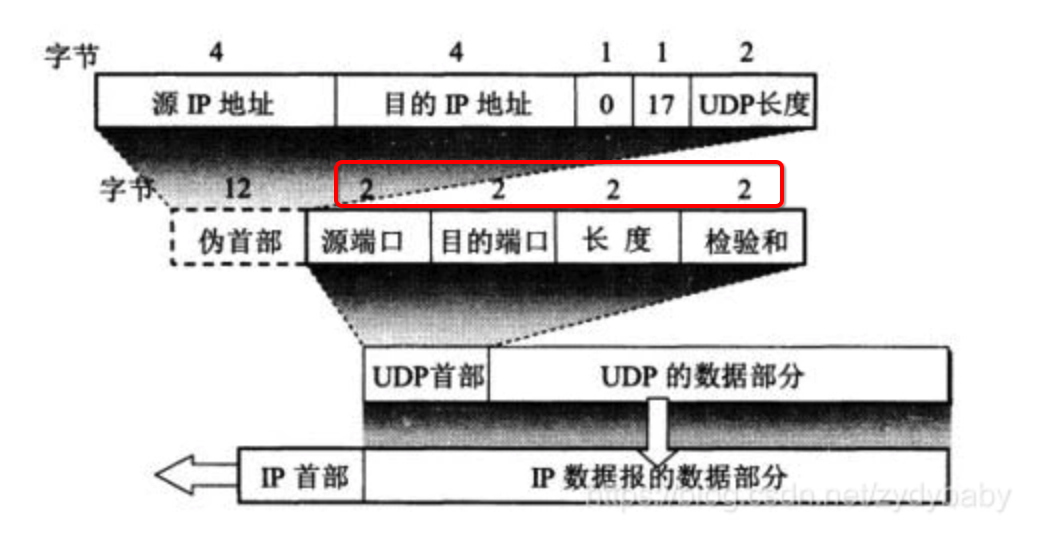 字节 4 4 1 1 2
源 IP 地址 目的 IP 地址 0 17 UDP长度
字节 12 2 2 2 2
伪首部 源端口 目的端口 长 度 检验和
UDP首部 UDP 的数据部分
IP 首部 IP 数据报的数据部分
https://blog.csdn.net/zydybaby